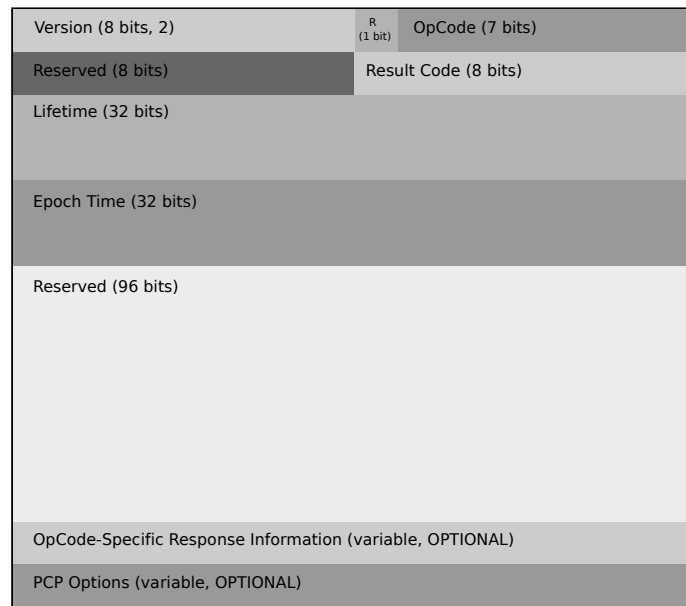 Version (8 bits, 2)
R
(1 bit)
OpCode (7 bits)
Reserved (8 bits)
Result Code (8 bits)
Lifetime (32 bits)
Epoch Time (32 bits)
Reserved (96 bits)
OpCode-Specific Response Information (variable, OPTIONAL)
PCP Options (variable, OPTIONAL)